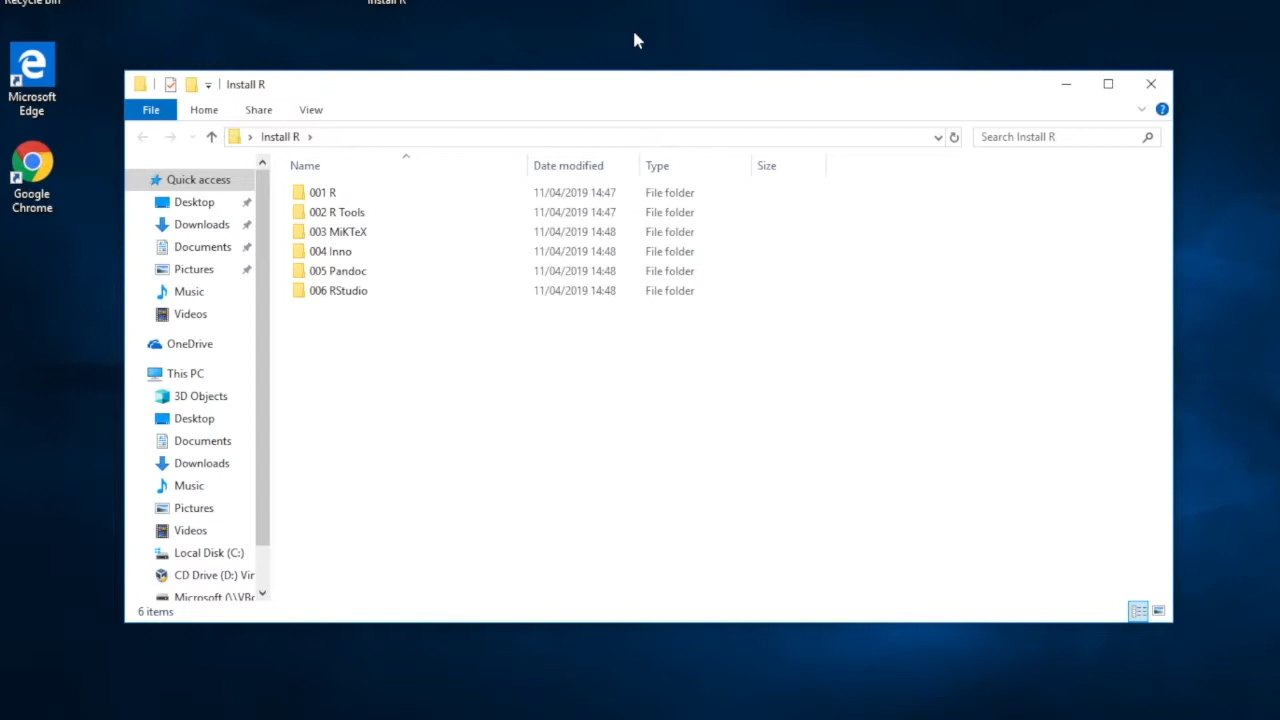 Recycle Bin
Install R
Microsoft
Edge
Google
Chrome
Install R
File Home Share View
Install R
Search Install R
Name Date modified Type Size
001 R 11/04/2019 14:47 File folder
002 R Tools 11/04/2019 14:47 File folder
003 MiKTeX 11/04/2019 14:48 File folder
004 Inno 11/04/2019 14:48 File folder
005 Pandoc 11/04/2019 14:48 File folder
006 RStudio 11/04/2019 14:48 File folder
Quick access
Desktop
Downloads
Documents
Pictures
Music
Videos
OneDrive
This PC
3D Objects
Desktop
Documents
Downloads
Music
Pictures
Videos
Local Disk (C:)
CD Drive (D:) Vir
Microsoft (\\VBo
6 items